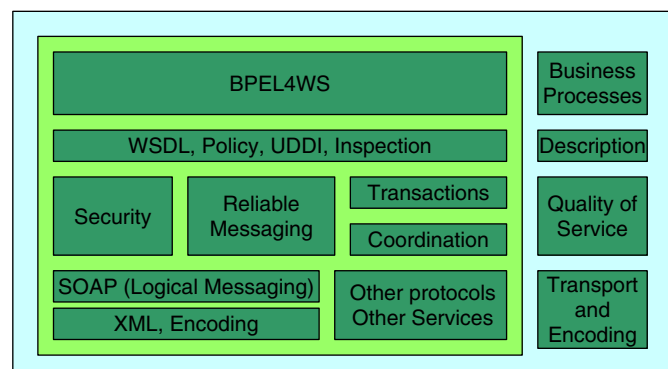 BPEL4WS
Business
Processes
WSDL, Policy, UDDI, Inspection
Description
Security
Reliable
Messaging
Transactions
Coordination
Quality of
Service
SOAP (Logical Messaging)
XML, Encoding
Other protocols
Other Services
Transport
and
Encoding